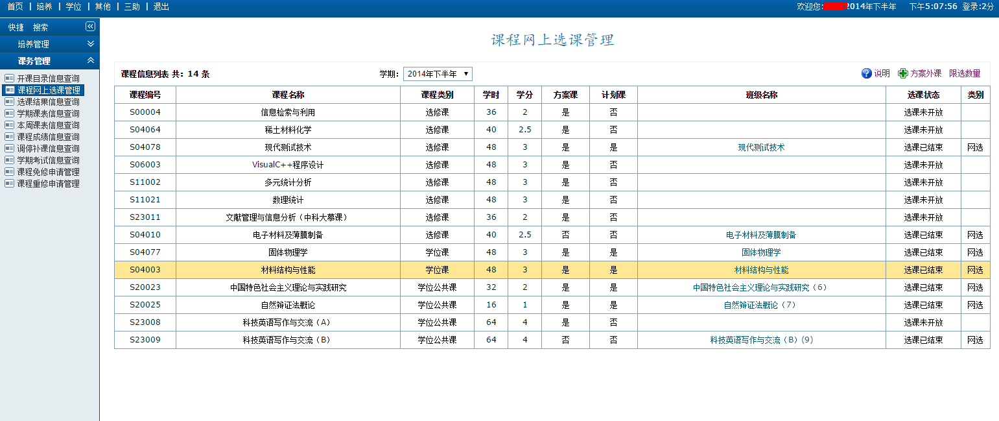 首页 | 培养 | 学位 | 其他 | 三助 | 退出
欢迎您: 2014年下半年 下午5:07:56 登录:2分
快捷 搜索
培养管理
课务管理
开课目录信息查询
课程网上选课管理
选课结果信息查询
学期课表信息查询
本周课表信息查询
课程成绩信息查询
调停补课信息查询
学期考试信息查询
课程免修申请管理
课程重修申请管理
课程网上选课管理
课程信息列表 共: 14 条 学期: 2014年下半年 说明 方案外课 限选数量
课程编号 课程名称 课程类别 学时 学分 方案课 计划课 班级名称 选课状态 类别
S00004 信息检索与利用 选修课 36 2 是 否 选课未开放
S04064 稀土材料化学 选修课 40 2.5 是 否 选课未开放
S04078 现代测试技术 选修课 48 3 是 是 现代测试技术 选课已结束 网选
S06003 VisualC++程序设计 选修课 48 3 是 否 选课未开放
S11002 多元统计分析 选修课 48 3 是 否 选课未开放
S11021 数理统计 选修课 48 3 是 否 选课未开放
S23011 文献管理与信息分析（中科大慕课） 选修课 36 2 是 否 选课未开放
S04010 电子材料及薄膜制备 选修课 40 2.5 否 否 电子材料及薄膜制备 选课已结束 网选
S04077 固体物理学 学位课 48 3 是 是 固体物理学 选课已结束 网选
S04003 材料结构与性能 学位课 48 3 是 是 材料结构与性能 选课已结束 网选
S20023 中国特色社会主义理论与实践研究 学位公共课 32 2 是 是 中国特色社会主义理论与实践研究（6） 选课已结束 网选
S20025 自然辩证法概论 学位公共课 16 1 是 是 自然辩证法概论（7） 选课已结束 网选
S23008 科技英语写作与交流（A） 学位公共课 64 4 是 否 选课未开放
S23009 科技英语写作与交流（B） 学位公共课 64 4 否 否 科技英语写作与交流（B）(9) 选课已结束 网选